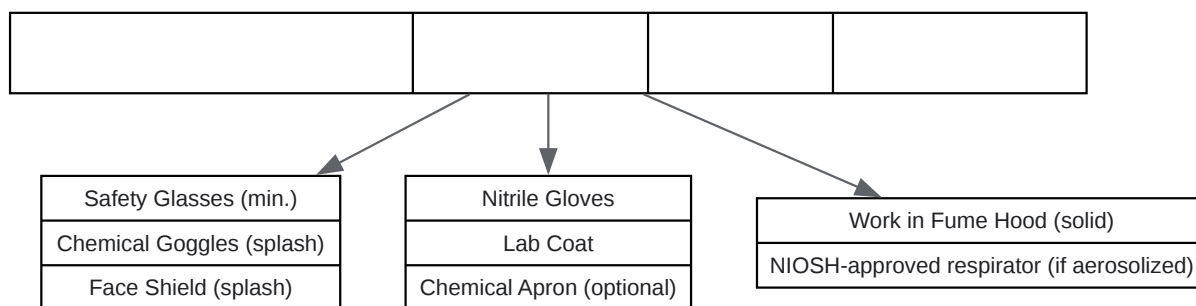 Safety Glasses (min.)
Chemical Goggles (splash)
Face Shield (splash)
Nitrile Gloves
Lab Coat
Chemical Apron (optional)
Work in Fume Hood (solid)
NIOSH-approved respirator (if aerosolized)